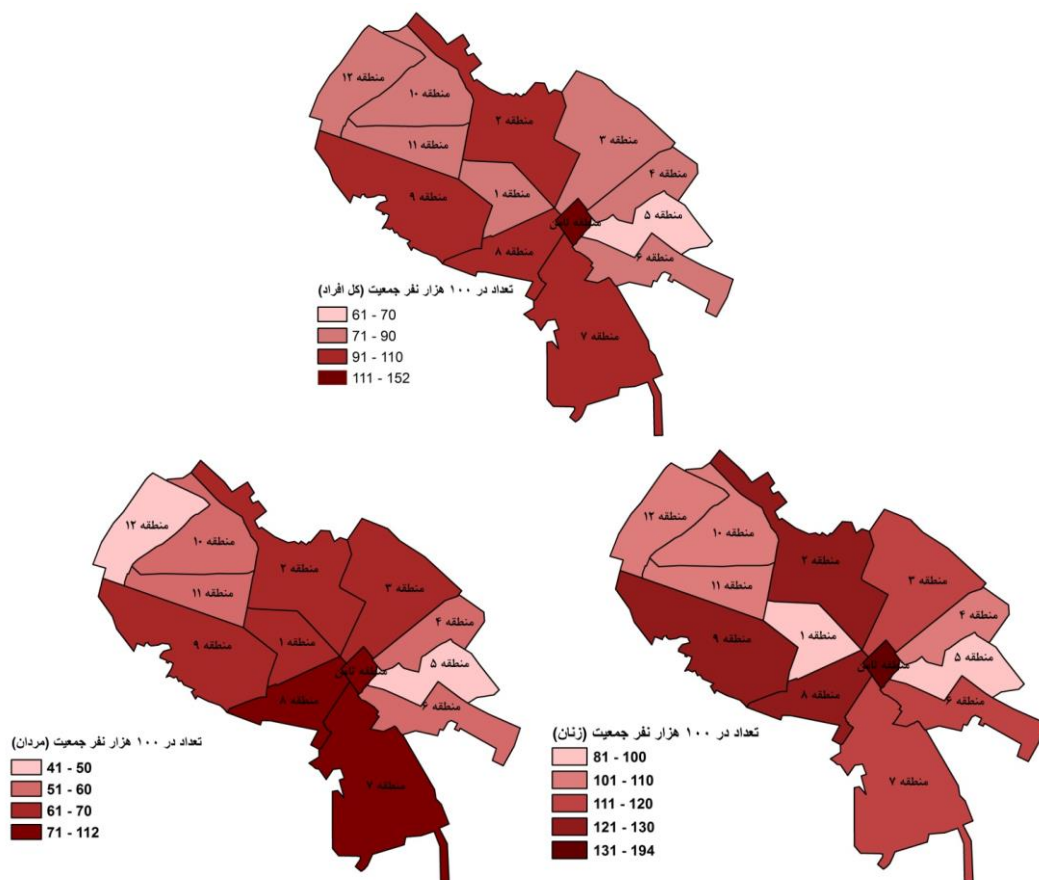 منطقه ۱۲
منطقه ۱۰
منطقه ۲
منطقه ۱۱
منطقه ۳
منطقه ۴
منطقه ۹
منطقه ۱
منطقه ۵
منطقه ثامن
منطقه ۸
منطقه ۶
منطقه ۷
تعداد در ۱۰۰ هزار نفر جمعیت (کل افراد)
61 - 70
71 - 90
91 - 110
111 - 152
منطقه ۱۲
منطقه ۱۰
منطقه ۲
منطقه ۱۱
منطقه ۳
منطقه ۴
منطقه ۹
منطقه ۱
منطقه ۵
منطقه ثامن
منطقه ۸
منطقه ۶
منطقه ۷
تعداد در ۱۰۰ هزار نفر جمعیت (مردان)
41 - 50
51 - 60
61 - 70
71 - 112
منطقه ۱۲
منطقه ۱۰
منطقه ۲
منطقه ۱۱
منطقه ۳
منطقه ۴
منطقه ۹
منطقه ۱
منطقه ۵
منطقه ثامن
منطقه ۸
منطقه ۶
منطقه ۷
تعداد در ۱۰۰ هزار نفر جمعیت (زنان)
81 - 100
101 - 110
111 - 120
121 - 130
131 - 194